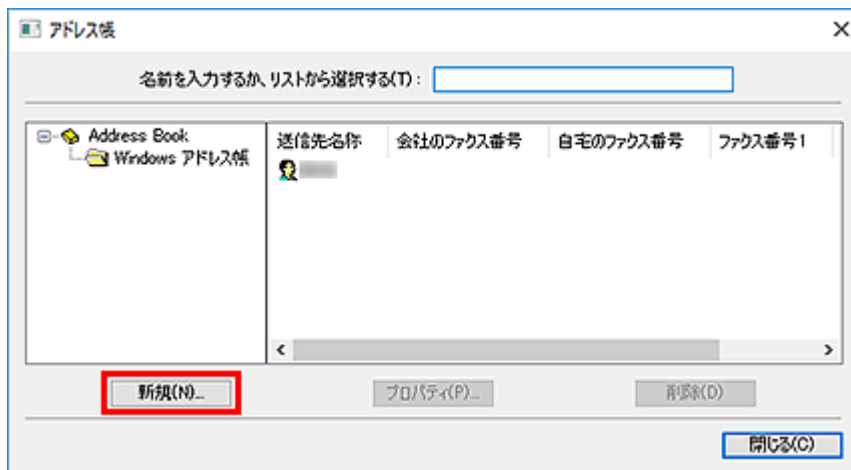 アドレス帳
名前を入力するか、リストから選択する(T) :
Address Book
Windows アドレス帳
送信先名称 会社のファクス番号 自宅のファクス番号 ファクス番号1
新規(N)... プロパティ(P)... 削除(D)
閉じる(C)